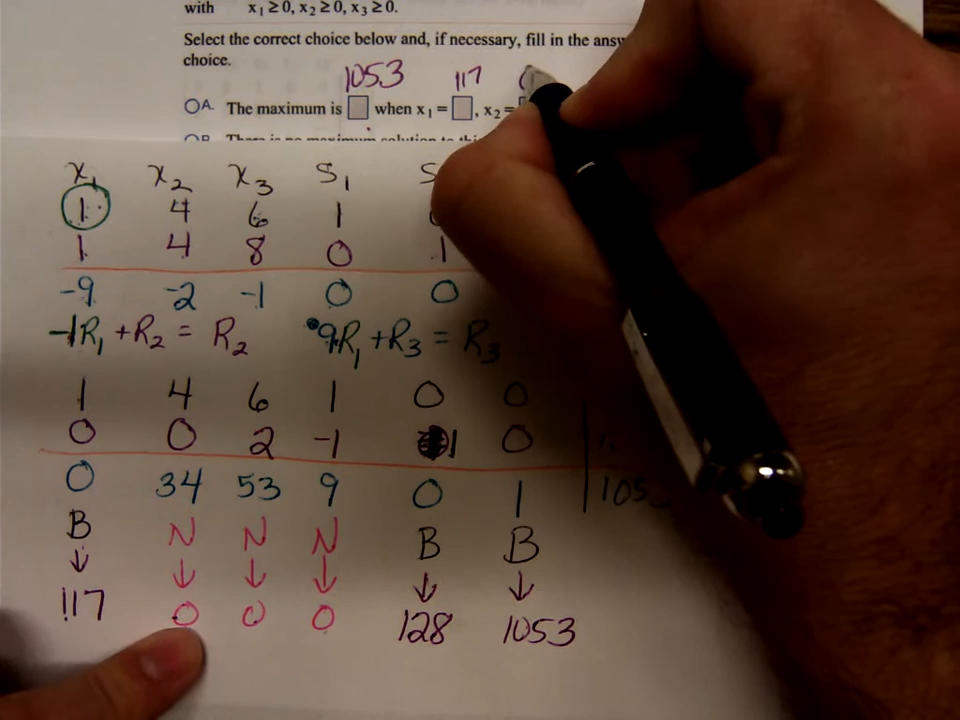 with x₁ ≥ 0, x₂ ≥ 0, x₃ ≥ 0.
Select the correct choice below and, if necessary, fill in the
choice.
1053 117
A. The maximum is when x₁ = , x₂ =
x₁ x₂ x₃ S₁ S
1 4 6 1
1 4 8 0 1
-9 -2 -1 0 0
-1R₁ + R₂ = R₂ 9R₁ + R₃ = R₃
1 4 6 1 0 0
0 0 2 -1 1 0
0 34 53 9 0 1 105
B N N N B B
↓ ↓ ↓ ↓ ↓ ↓
117 0 0 0 128 1053